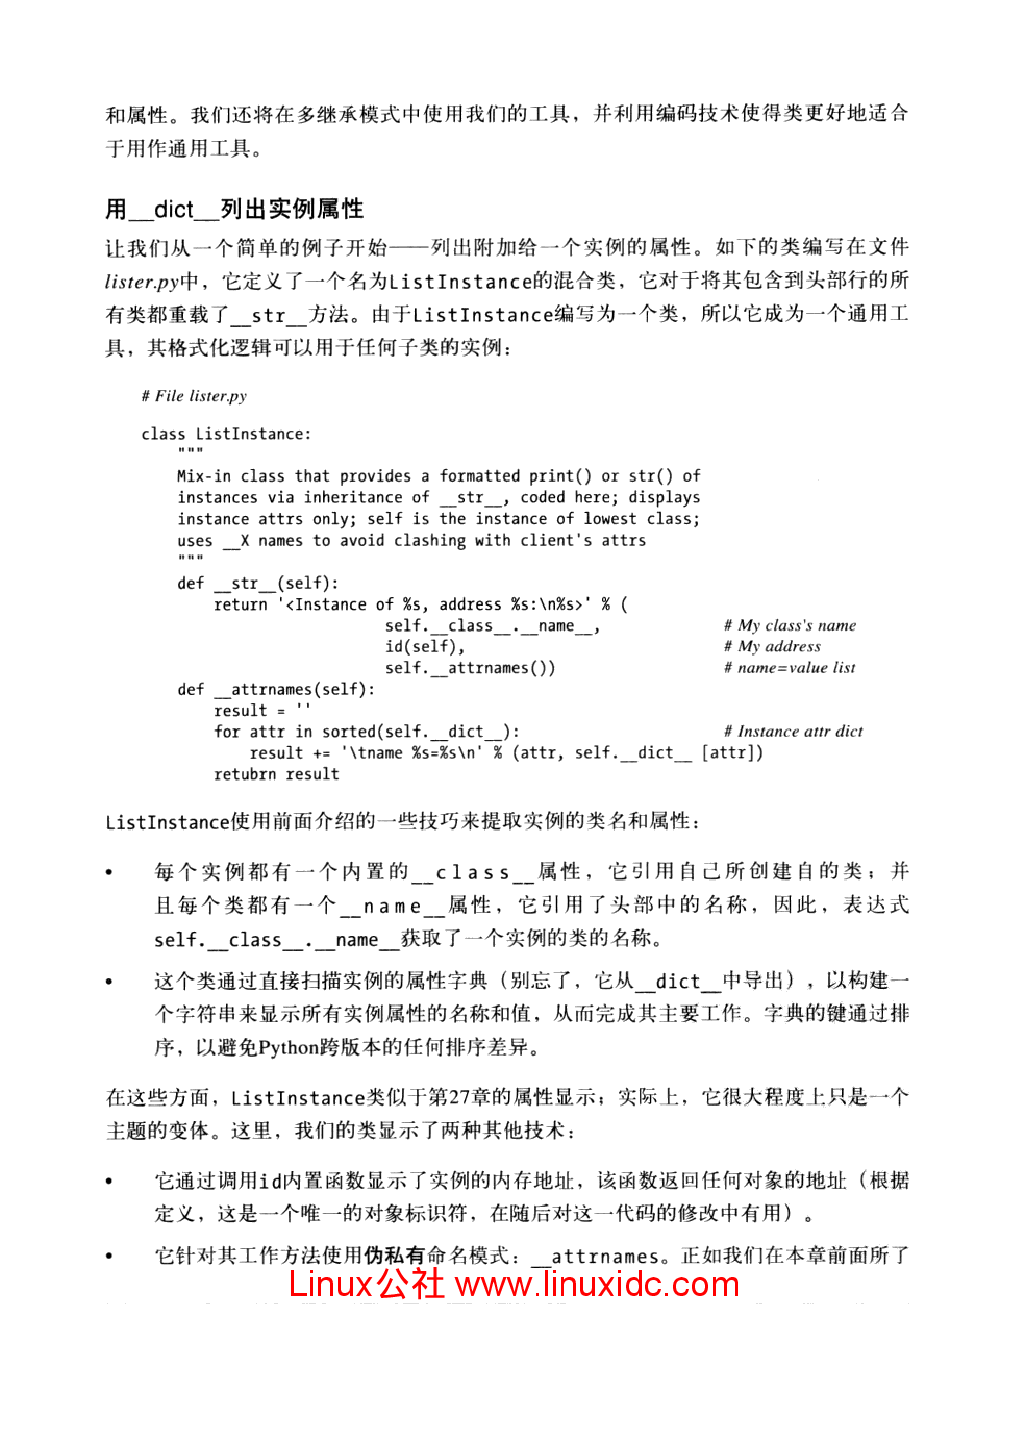 和属性。我们还将在多继承模式中使用我们的工具，并利用编码技术使得类更好地适合
于用作通用工具。
用__dict__列出实例属性
让我们从一个简单的例子开始——列出附加给一个实例的属性。如下的类编写在文件
lister.py中，它定义了一个名为ListInstance的混合类，它对于将其包含到头部行的所
有类都重载了__str__方法。由于ListInstance编写为一个类，所以它成为一个通用工
具，其格式化逻辑可以用于任何子类的实例：
# File lister.py
class ListInstance:
"""
Mix-in class that provides a formatted print() or str() of
instances via inheritance of __str__, coded here; displays
instance attrs only; self is the instance of lowest class;
uses __X names to avoid clashing with client's attrs
"""
def __str__(self):
return '<Instance of %s, address %s:\n%s>' % (
self.__class__.__name__, # My class's name
id(self), # My address
self.__attrnames()) # name=value list
def __attrnames(self):
result = ''
for attr in sorted(self.__dict__): # Instance attr dict
result += '\tname %s=%s\n' % (attr, self.__dict__ [attr])
retubrn result
ListInstance使用前面介绍的一些技巧来提取实例的类名和属性：
• 每个实例都有一个内置的__class__属性，它引用自己所创建自的类；并
且每个类都有一个__name__属性，它引用了头部中的名称，因此，表达式
self.__class__.__name__获取了一个实例的类的名称。
• 这个类通过直接扫描实例的属性字典（别忘了，它从__dict__中导出），以构建一
个字符串来显示所有实例属性的名称和值，从而完成其主要工作。字典的键通过排
序，以避免Python跨版本的任何排序差异。
在这些方面，ListInstance类似于第27章的属性显示；实际上，它很大程度上只是一个
主题的变体。这里，我们的类显示了两种其他技术：
• 它通过调用id内置函数显示了实例的内存地址，该函数返回任何对象的地址（根据
定义，这是一个唯一的对象标识符，在随后对这一代码的修改中有用）。
• 它针对其工作方法使用伪私有命名模式：__attrnames。正如我们在本章前面所了
Linux公社 www.linuxidc.com